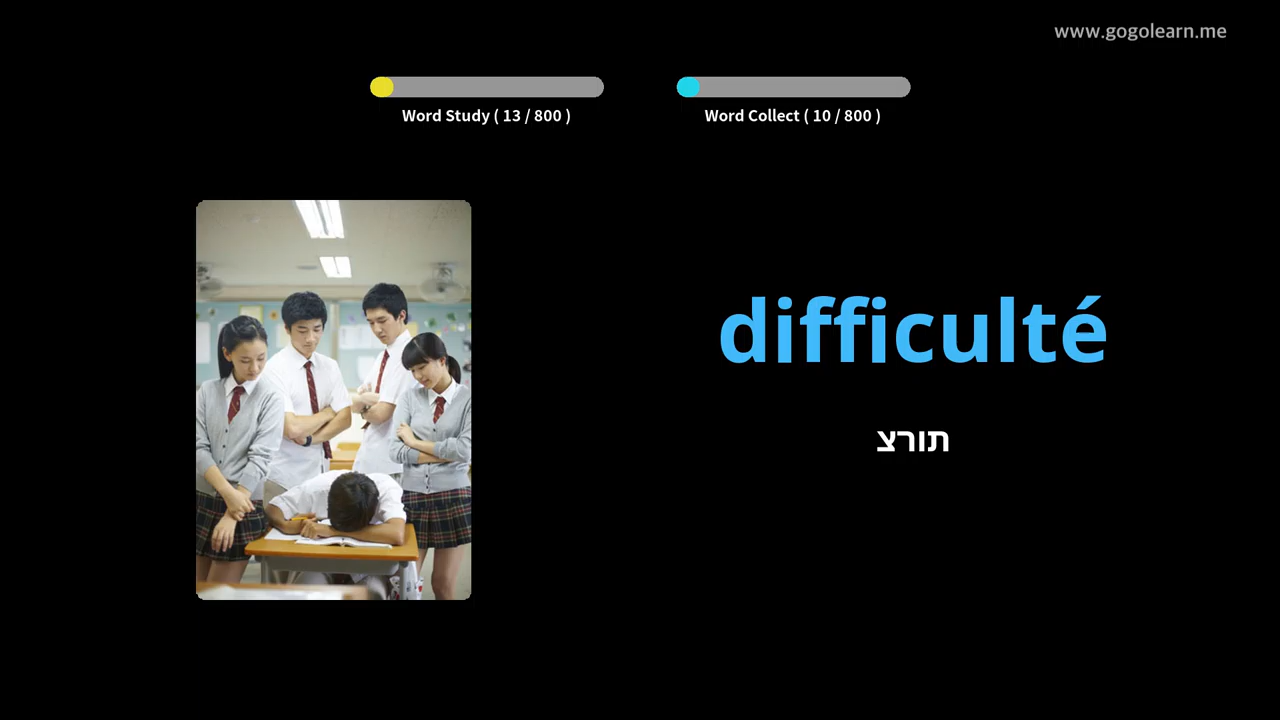 www.gogolearn.me
Word Study ( 13 / 800 )
Word Collect ( 10 / 800 )
difficulté
תורצ